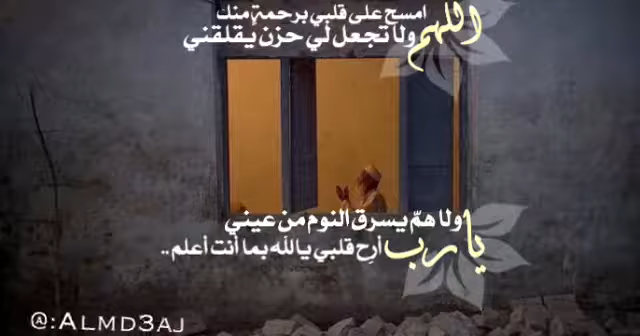 اللهم امسح على قلبي برحمةٍ منك
ولا تجعل لي حزن يقلقني
ولا همّ يسرق النوم من عيني
يا رب أرِح قلبي يالله بما أنت أعلم ..
@:ALMD3AJ